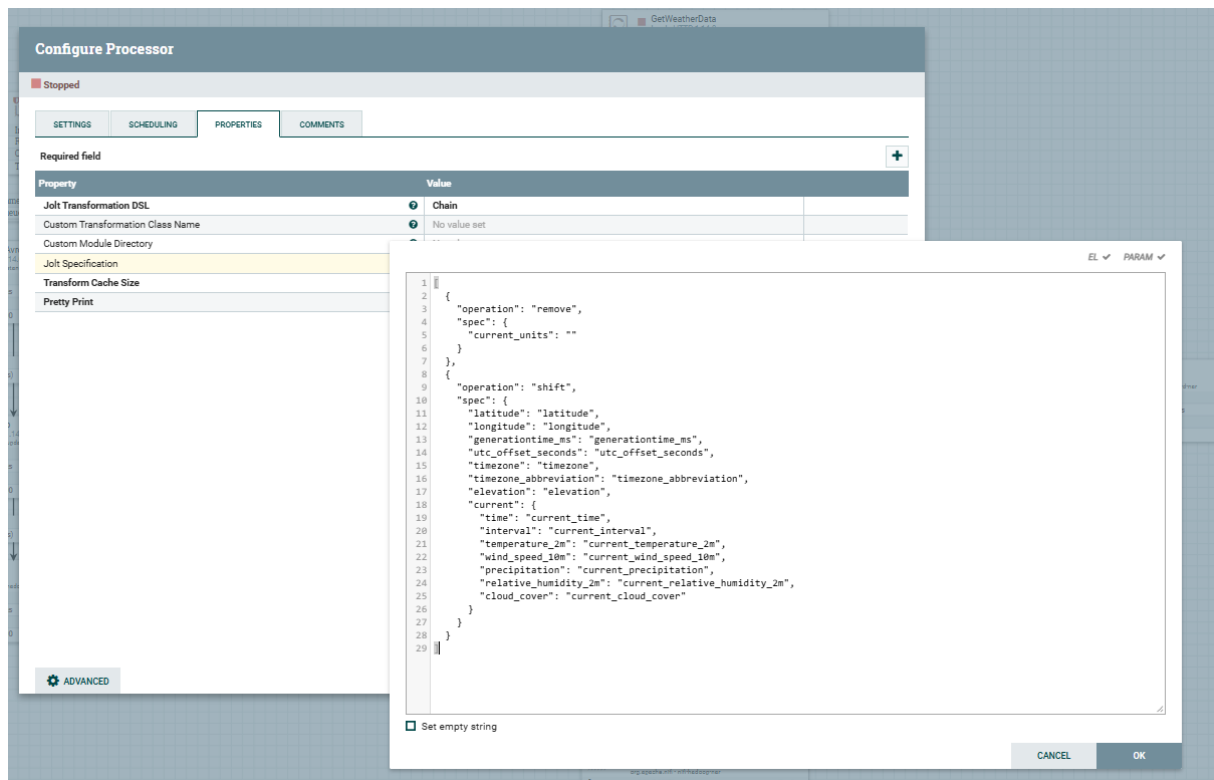 GetWeatherData
Configure Processor
Stopped
SETTINGS SCHEDULING PROPERTIES COMMENTS
Required field
Property Value
Jolt Transformation DSL Chain
Custom Transformation Class Name No value set
Custom Module Directory
Jolt Specification
Transform Cache Size
Pretty Print
EL PARAM
1 [
2 {
3 "operation": "remove",
4 "spec": {
5 "current_units": ""
6 }
7 },
8 {
9 "operation": "shift",
10 "spec": {
11 "latitude": "latitude",
12 "longitude": "longitude",
13 "generationtime_ms": "generationtime_ms",
14 "utc_offset_seconds": "utc_offset_seconds",
15 "timezone": "timezone",
16 "timezone_abbreviation": "timezone_abbreviation",
17 "elevation": "elevation",
18 "current": {
19 "time": "current_time",
20 "interval": "current_interval",
21 "temperature_2m": "current_temperature_2m",
22 "wind_speed_10m": "current_wind_speed_10m",
23 "precipitation": "current_precipitation",
24 "relative_humidity_2m": "current_relative_humidity_2m",
25 "cloud_cover": "current_cloud_cover"
26 }
27 }
28 }
29 ]
ADVANCED
Set empty string
CANCEL OK